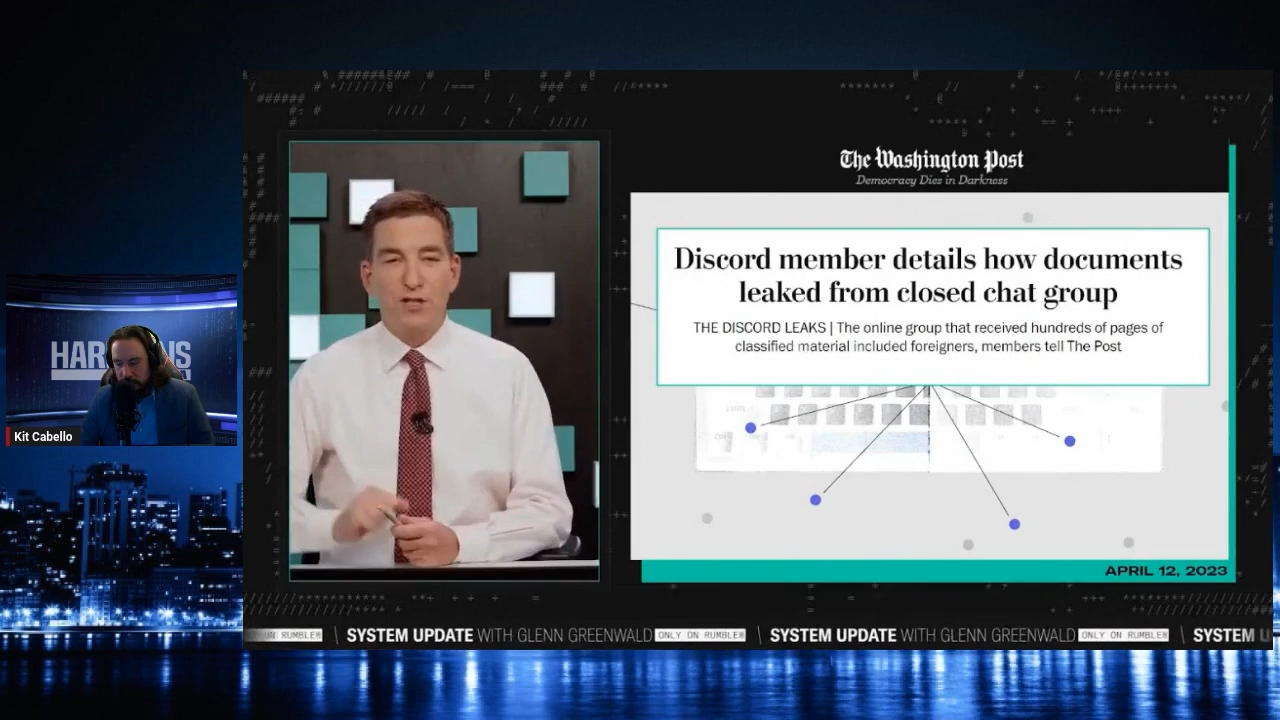 The Washington Post
Democracy Dies in Darkness
Discord member details how documents
leaked from closed chat group
THE DISCORD LEAKS | The online group that received hundreds of pages of
classified material included foreigners, members tell The Post
APRIL 12, 2023
Kit Cabello
ON RUMBLE SYSTEM UPDATE WITH GLENN GREENWALD ONLY ON RUMBLE SYSTEM UPDATE WITH GLENN GREENWALD ONLY ON RUMBLE SYSTEM